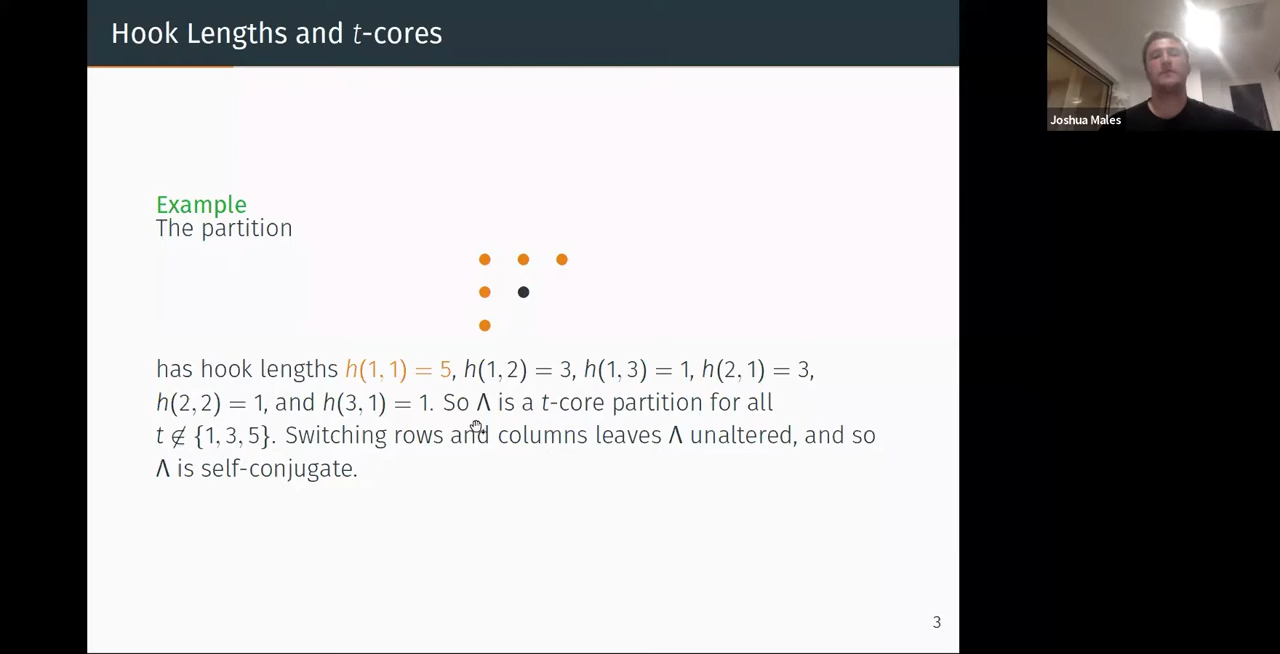 Hook Lengths and t-cores
Joshua Males
Example
The partition
has hook lengths h(1, 1) = 5, h(1, 2) = 3, h(1, 3) = 1, h(2, 1) = 3,
h(2, 2) = 1, and h(3, 1) = 1. So Λ is a t-core partition for all
t ∉ {1, 3, 5}. Switching rows and columns leaves Λ unaltered, and so
Λ is self-conjugate.
3